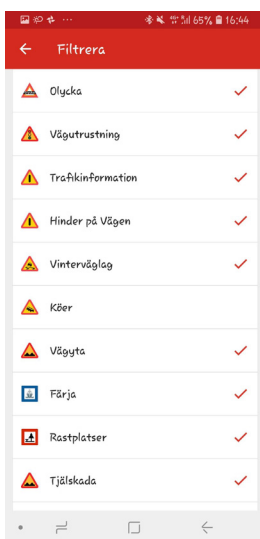 65% 16:44
Filtrera
Olycka
Vägutrustning
Trafikinformation
Hinder på Vägen
Vinterväglag
Köer
Vägyta
Färja
Rastplatser
Tjälskada